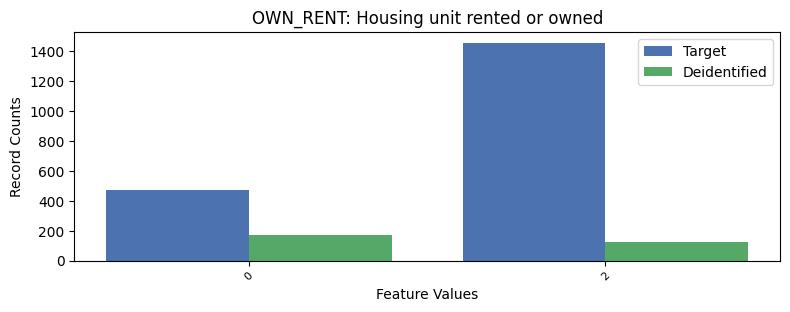 OWN_RENT: Housing unit rented or owned
Target
Deidentified
Record Counts
1400
1200
1000
800
600
400
200
0
0
2
Feature Values